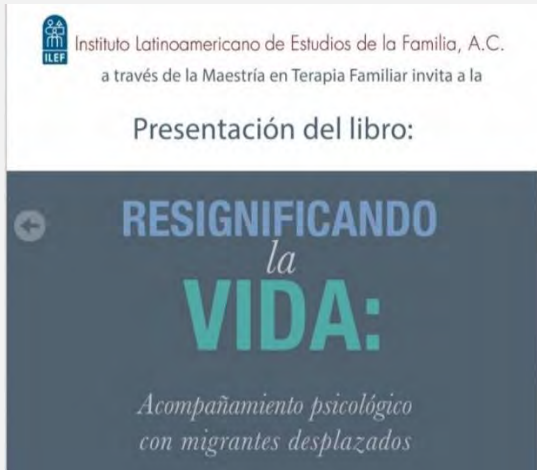 ILEF
Instituto Latinoamericano de Estudios de la Familia, A.C.
a través de la Maestría en Terapia Familiar invita a la
Presentación del libro:
RESIGNIFICANDO
la
VIDA:
Acompañamiento psicológico
con migrantes desplazados